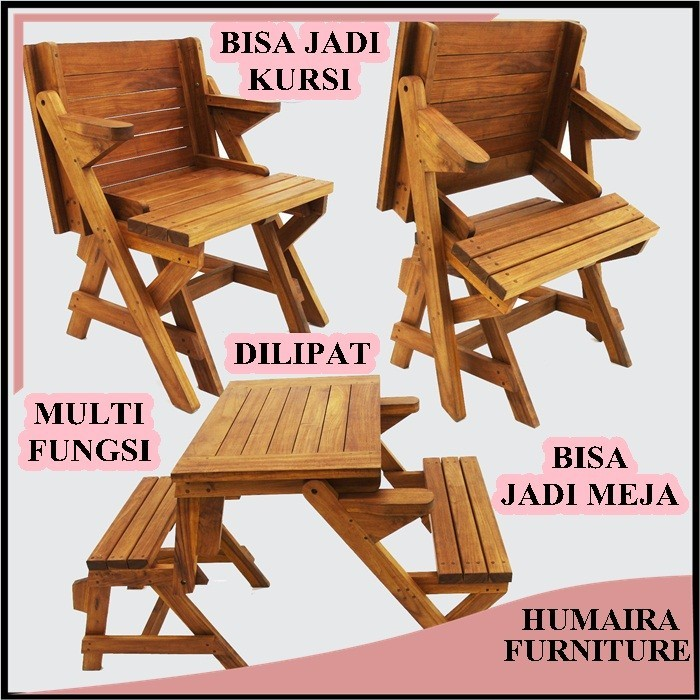 BISA JADI
KURSI
DILIPAT
MULTI
FUNGSI
BISA
JADI MEJA
HUMAIRA
FURNITURE